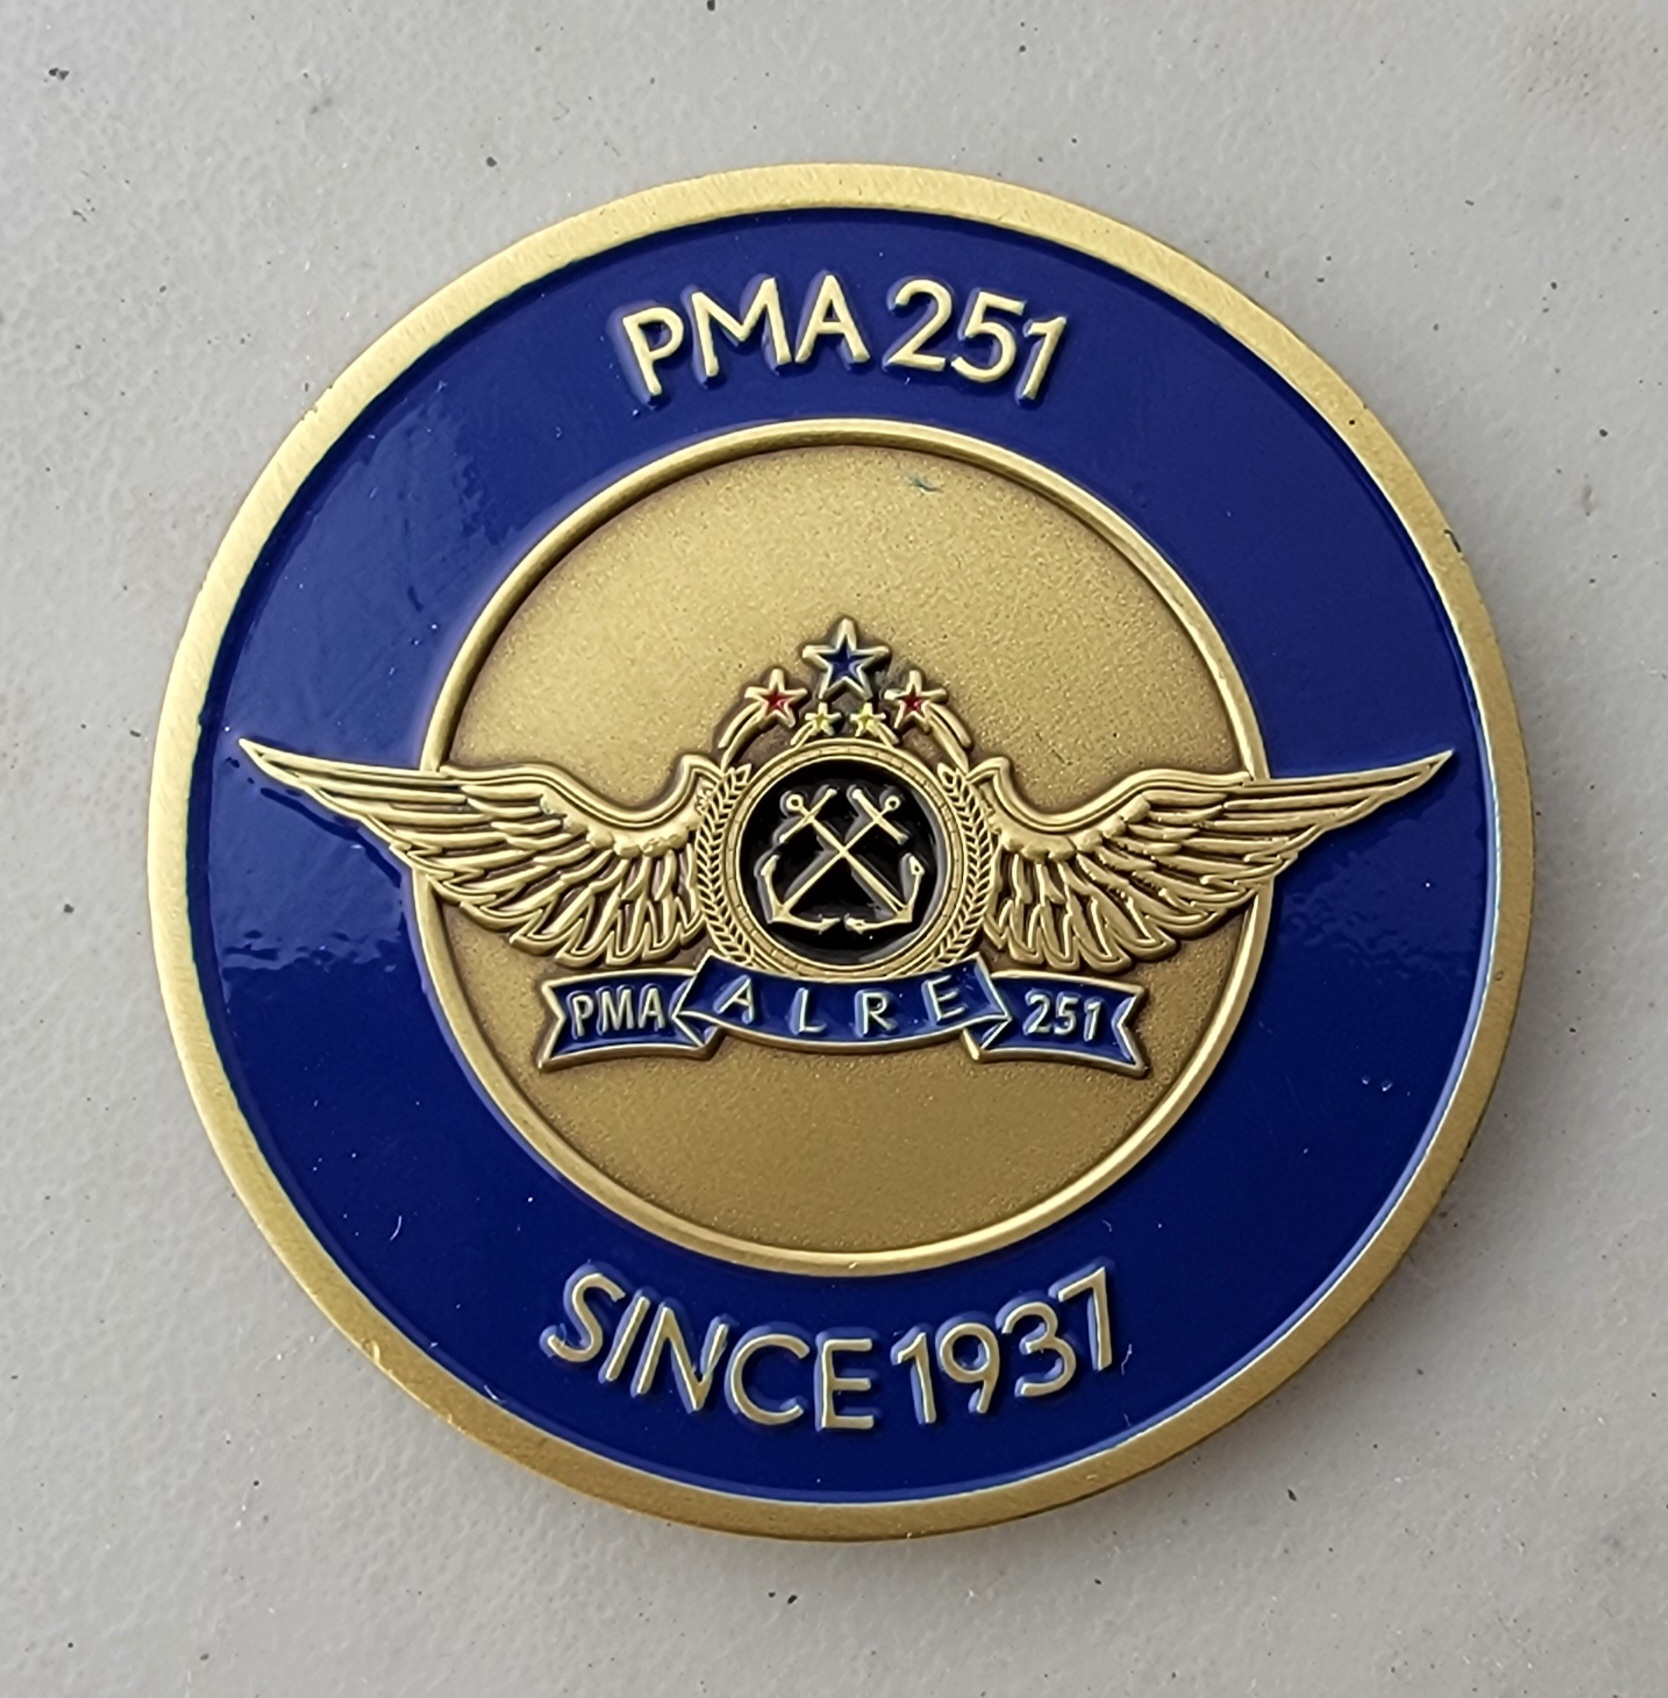 PMA 251
PMA ALRE 251
SINCE 1937